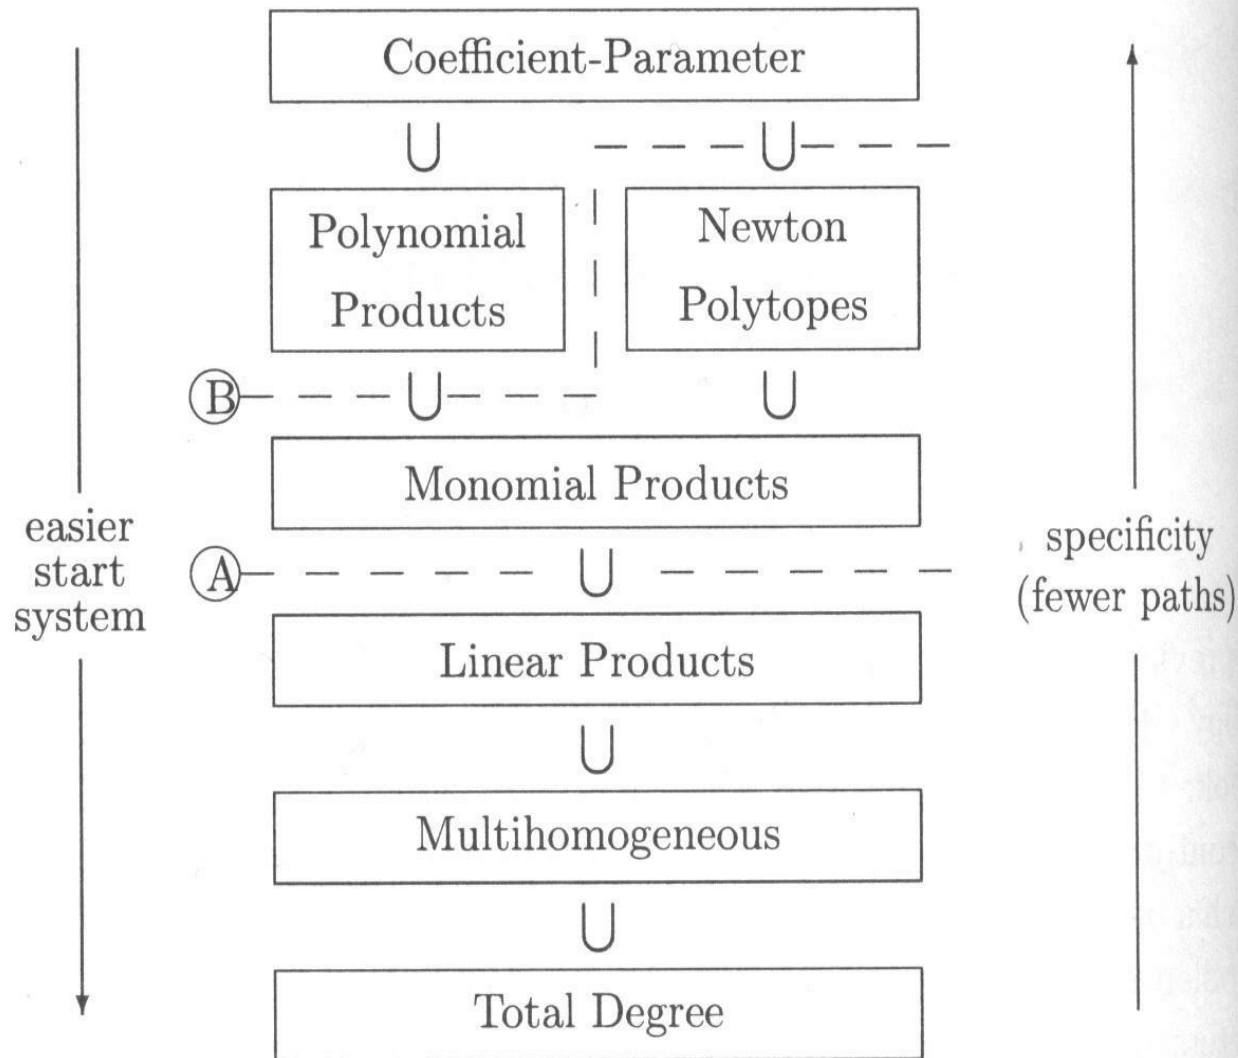 Coefficient-Parameter
∪ ∪
Polynomial
Products
Newton
Polytopes
B
∪ ∪
Monomial Products
easier
start
system
A
∪
specificity
(fewer paths)
Linear Products
∪
Multihomogeneous
∪
Total Degree